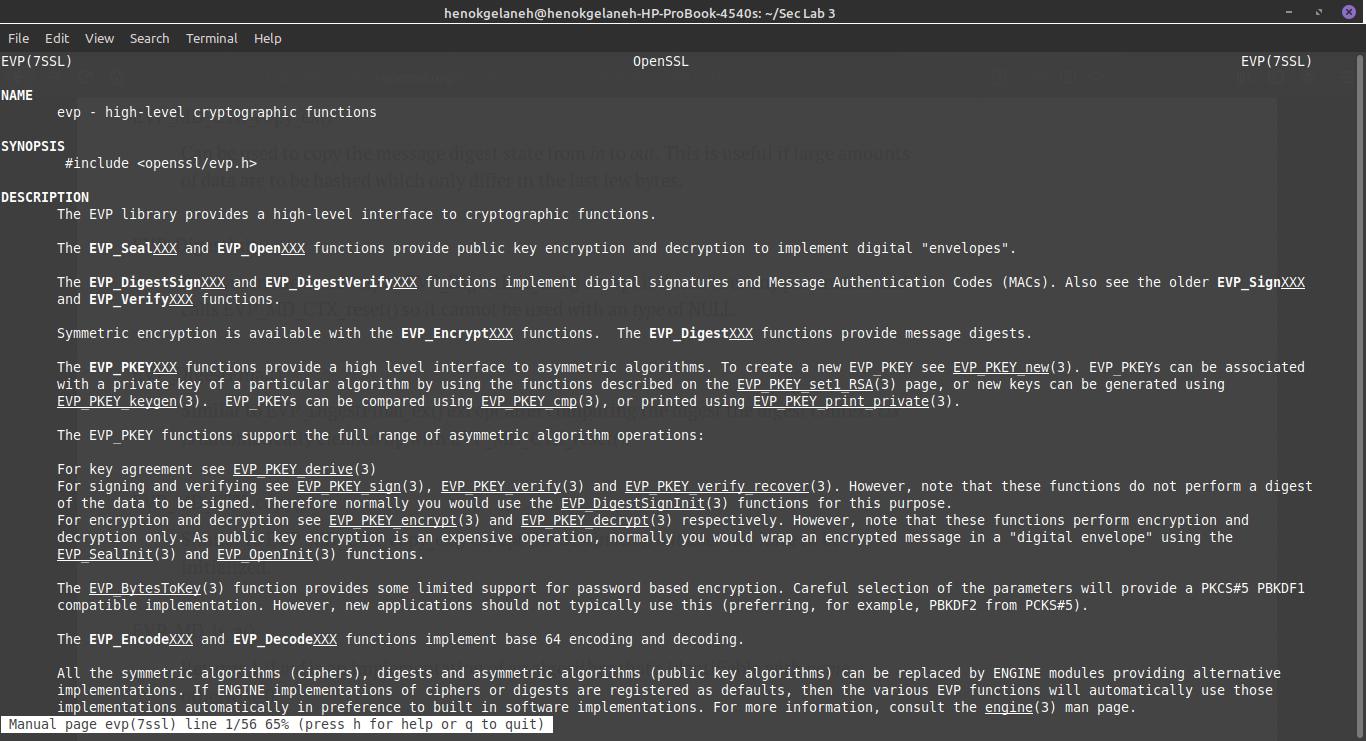 henokgelaneh@henokgelaneh-HP-ProBook-4540s: ~/Sec Lab 3
File Edit View Search Terminal Help
EVP(7SSL) OpenSSL EVP(7SSL)
NAME
evp - high-level cryptographic functions
SYNOPSIS
#include <openssl/evp.h>
DESCRIPTION
The EVP library provides a high-level interface to cryptographic functions.
The EVP_SealXXX and EVP_OpenXXX functions provide public key encryption and decryption to implement digital "envelopes".
The EVP_DigestSignXXX and EVP_DigestVerifyXXX functions implement digital signatures and Message Authentication Codes (MACs). Also see the older EVP_SignXXX
and EVP_VerifyXXX functions.
Symmetric encryption is available with the EVP_EncryptXXX functions.  The EVP_DigestXXX functions provide message digests.
The EVP_PKEYXXX functions provide a high level interface to asymmetric algorithms. To create a new EVP_PKEY see EVP_PKEY_new(3). EVP_PKEYs can be associated
with a private key of a particular algorithm by using the functions described on the EVP_PKEY_set1_RSA(3) page, or new keys can be generated using
EVP_PKEY_keygen(3).  EVP_PKEYs can be compared using EVP_PKEY_cmp(3), or printed using EVP_PKEY_print_private(3).
The EVP_PKEY functions support the full range of asymmetric algorithm operations:
For key agreement see EVP_PKEY_derive(3)
For signing and verifying see EVP_PKEY_sign(3), EVP_PKEY_verify(3) and EVP_PKEY_verify_recover(3). However, note that these functions do not perform a digest
of the data to be signed. Therefore normally you would use the EVP_DigestSignInit(3) functions for this purpose.
For encryption and decryption see EVP_PKEY_encrypt(3) and EVP_PKEY_decrypt(3) respectively. However, note that these functions perform encryption and
decryption only. As public key encryption is an expensive operation, normally you would wrap an encrypted message in a "digital envelope" using the
EVP_SealInit(3) and EVP_OpenInit(3) functions.
The EVP_BytesToKey(3) function provides some limited support for password based encryption. Careful selection of the parameters will provide a PKCS#5 PBKDF1
compatible implementation. However, new applications should not typically use this (preferring, for example, PBKDF2 from PCKS#5).
The EVP_EncodeXXX and EVP_DecodeXXX functions implement base 64 encoding and decoding.
All the symmetric algorithms (ciphers), digests and asymmetric algorithms (public key algorithms) can be replaced by ENGINE modules providing alternative
implementations. If ENGINE implementations of ciphers or digests are registered as defaults, then the various EVP functions will automatically use those
implementations automatically in preference to built in software implementations. For more information, consult the engine(3) man page.
Manual page evp(7ssl) line 1/56 65% (press h for help or q to quit)